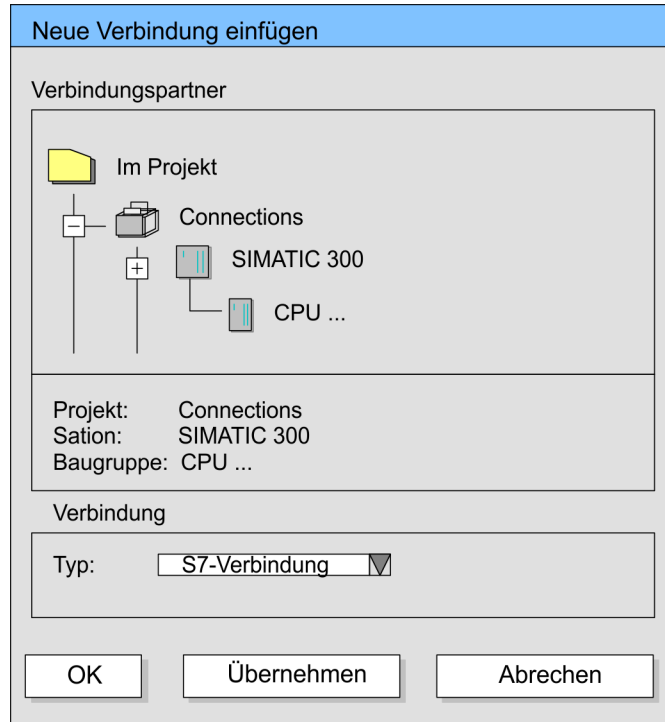 Neue Verbindung einfügen
Verbindungspartner
Im Projekt
Connections
SIMATIC 300
CPU ...
Projekt: Connections
Sation: SIMATIC 300
Baugruppe: CPU ...
Verbindung
Typ: S7-Verbindung
OK Übernehmen Abrechen